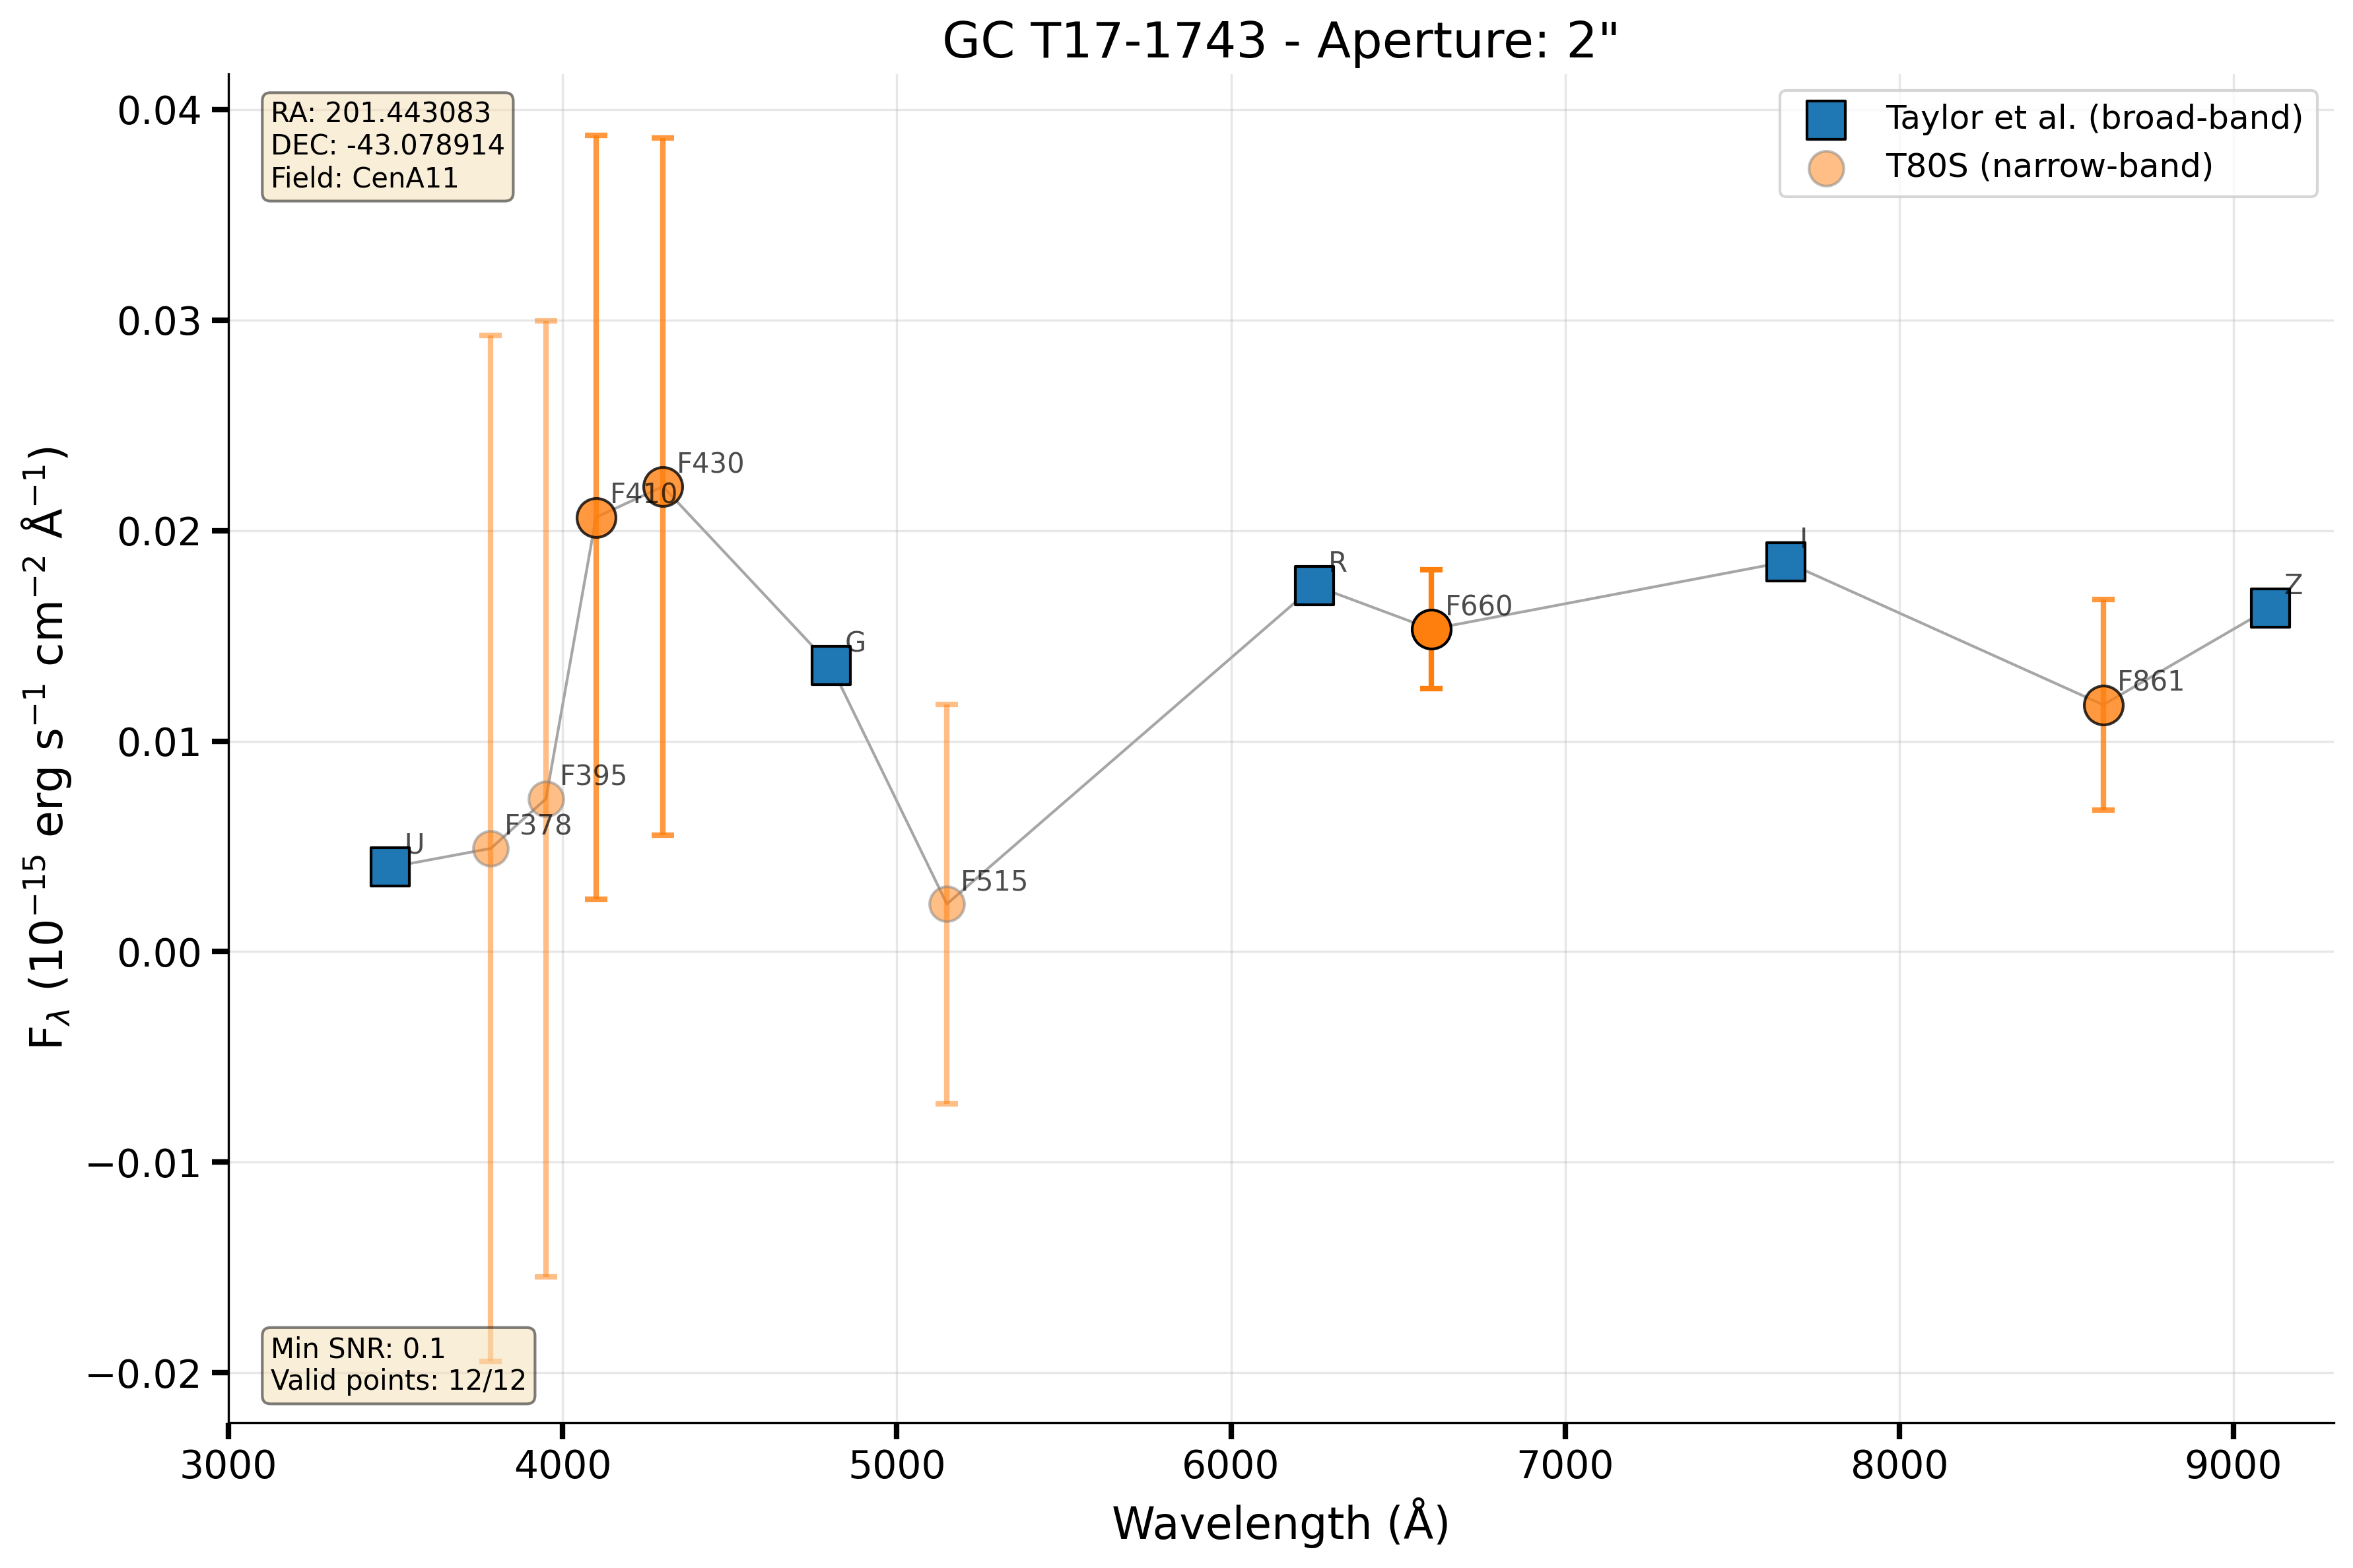 GC T17-1743 - Aperture: 2"
RA: 201.443083
DEC: -43.078914
Field: CenA11
Taylor et al. (broad-band)
T80S (narrow-band)
0.04
0.03
0.02
0.01
0.00
−0.01
−0.02
F_λ (10⁻¹⁵ erg s⁻¹ cm⁻² Å⁻¹)
U
F378
F395
F410
F430
G
F515
R
F660
I
F861
Z
Min SNR: 0.1
Valid points: 12/12
3000 4000 5000 6000 7000 8000 9000
Wavelength (Å)